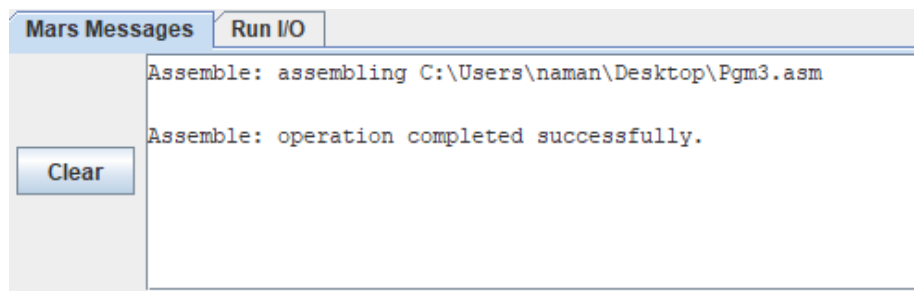 Mars Messages Run I/O
Assemble: assembling C:\Users\naman\Desktop\Pgm3.asm
Assemble: operation completed successfully.
Clear